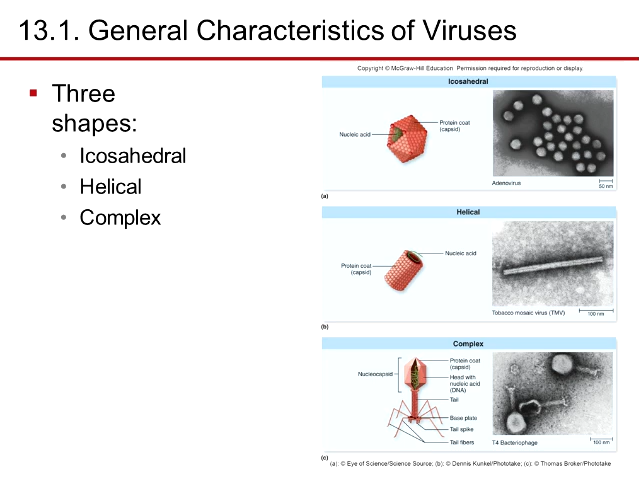 13.1. General Characteristics of Viruses
▪ Three
shapes:
• Icosahedral
• Helical
• Complex
Copyright © McGraw-Hill Education. Permission required for reproduction or display.
Icosahedral
Nucleic acid
Protein coat
(capsid)
Adenovirus
50 nm
(a)
Helical
Protein coat
(capsid)
Nucleic acid
Tobacco mosaic virus (TMV)
100 nm
(b)
Complex
Nucleocapsid
Protein coat
(capsid)
Head with
nucleic acid
(DNA)
Tail
Base plate
Tail spike
Tail fibers
T4 Bacteriophage
100 nm
(c)
(a): © Eye of Science/Science Source; (b): © Dennis Kunkel/Phototake; (c): © Thomas Broker/Phototake